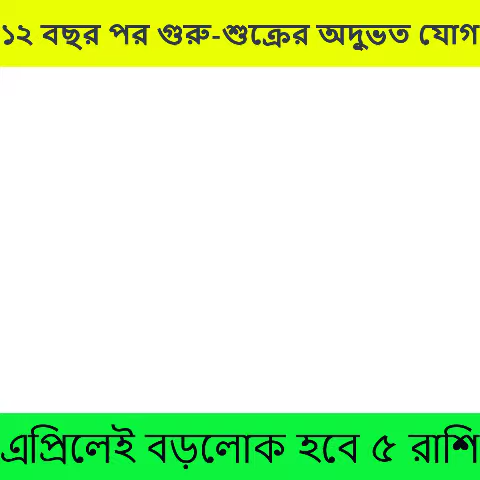 ১২ বছর পর গুরু-শুক্রের অদ্ভুত যোগ
এপ্রিলেই বড়লোক হবে ৫ রাশি